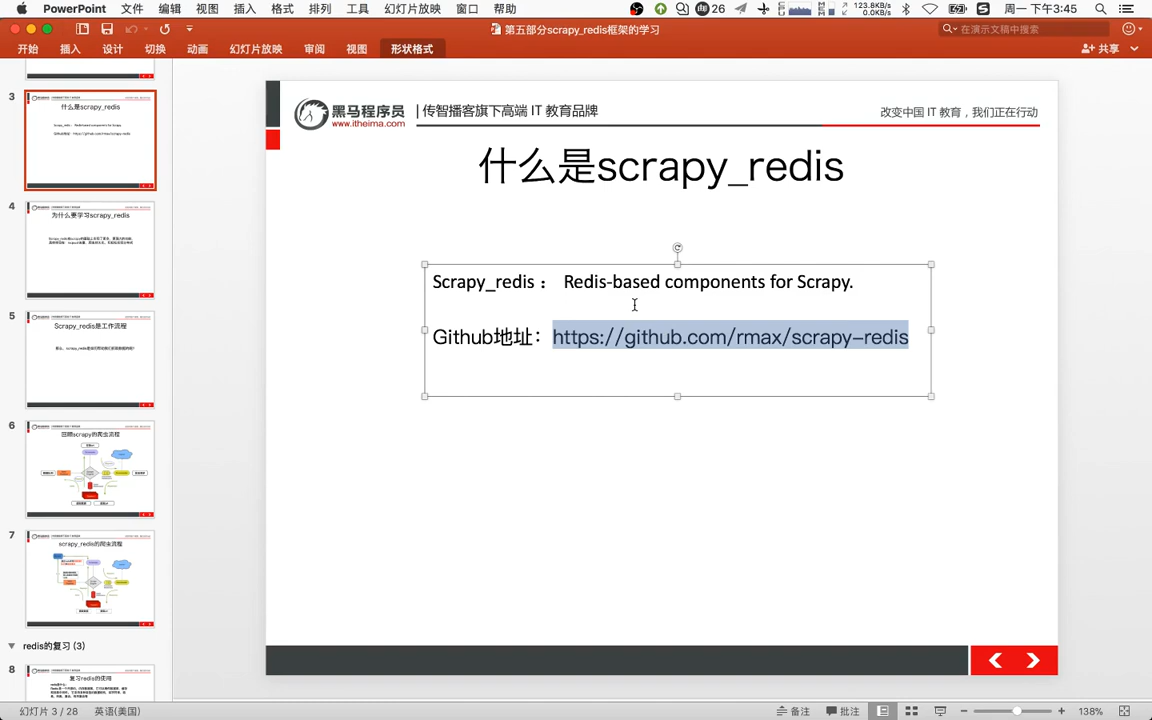 PowerPoint 文件 编辑 视图 插入 格式 工具 排列 幻灯片放映 窗口 帮助
26 123.8KB/s 0.0KB/s 周一 下午3:45
第五部分scrapy_redis框架的学习
在演示文稿中搜索
开始 插入 设计 切换 动画 幻灯片放映 审阅 视图 形状格式
共享
3
什么是scrapy_redis
4
为什么要学习scrapy_redis
5
Scrapy_redis是工作流程
6
回顾scrapy的爬虫流程
7
scrapy_redis的爬虫流程
redis的复习 (3)
8
复习redis的使用
黑马程序员
www.itheima.com
传智播客旗下高端 IT 教育品牌
改变中国 IT 教育，我们正在行动
什么是scrapy_redis
Scrapy_redis ： Redis-based components for Scrapy.
Github地址：https://github.com/rmax/scrapy-redis
幻灯片 3 / 28 英语(美国)
备注 批注 138%